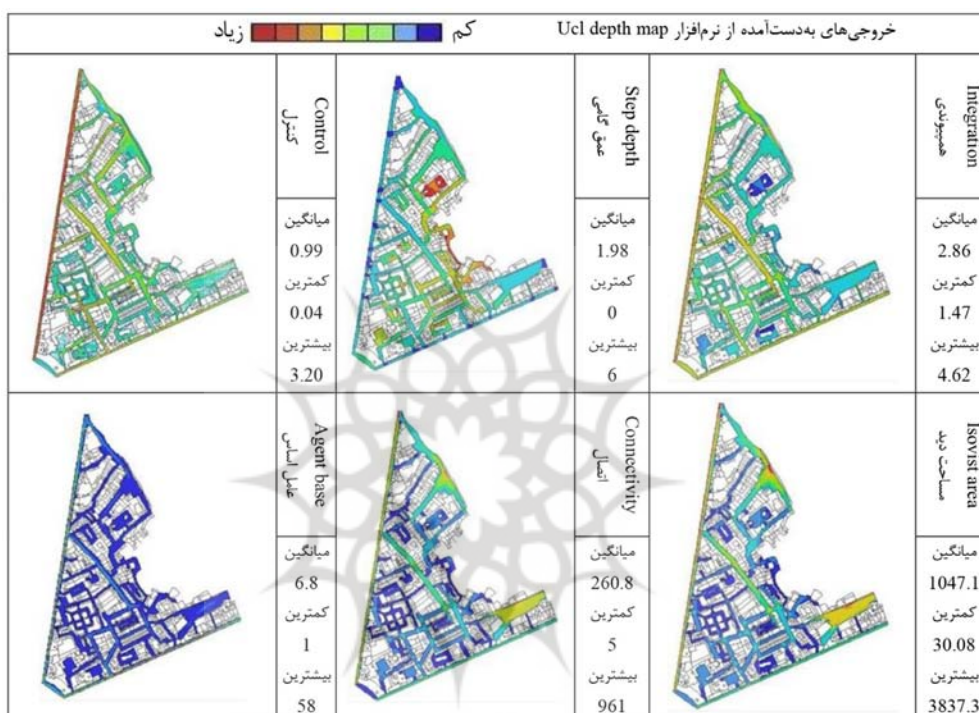 خروجی‌های به‌دست‌آمده از نرم‌افزار Ucl depth map
کم
زیاد
Integration
همپیوندی
میانگین
2.86
کمترین
1.47
بیشترین
4.62
Step depth
عمق گامی
میانگین
1.98
کمترین
0
بیشترین
6
Control
کنترل
میانگین
0.99
کمترین
0.04
بیشترین
3.20
Isovist area
مساحت دید
میانگین
1047.1
کمترین
30.08
بیشترین
3837.3
Connectivity
اتصال
میانگین
260.8
کمترین
5
بیشترین
961
Agent base
عامل اساس
میانگین
6.8
کمترین
1
بیشترین
58